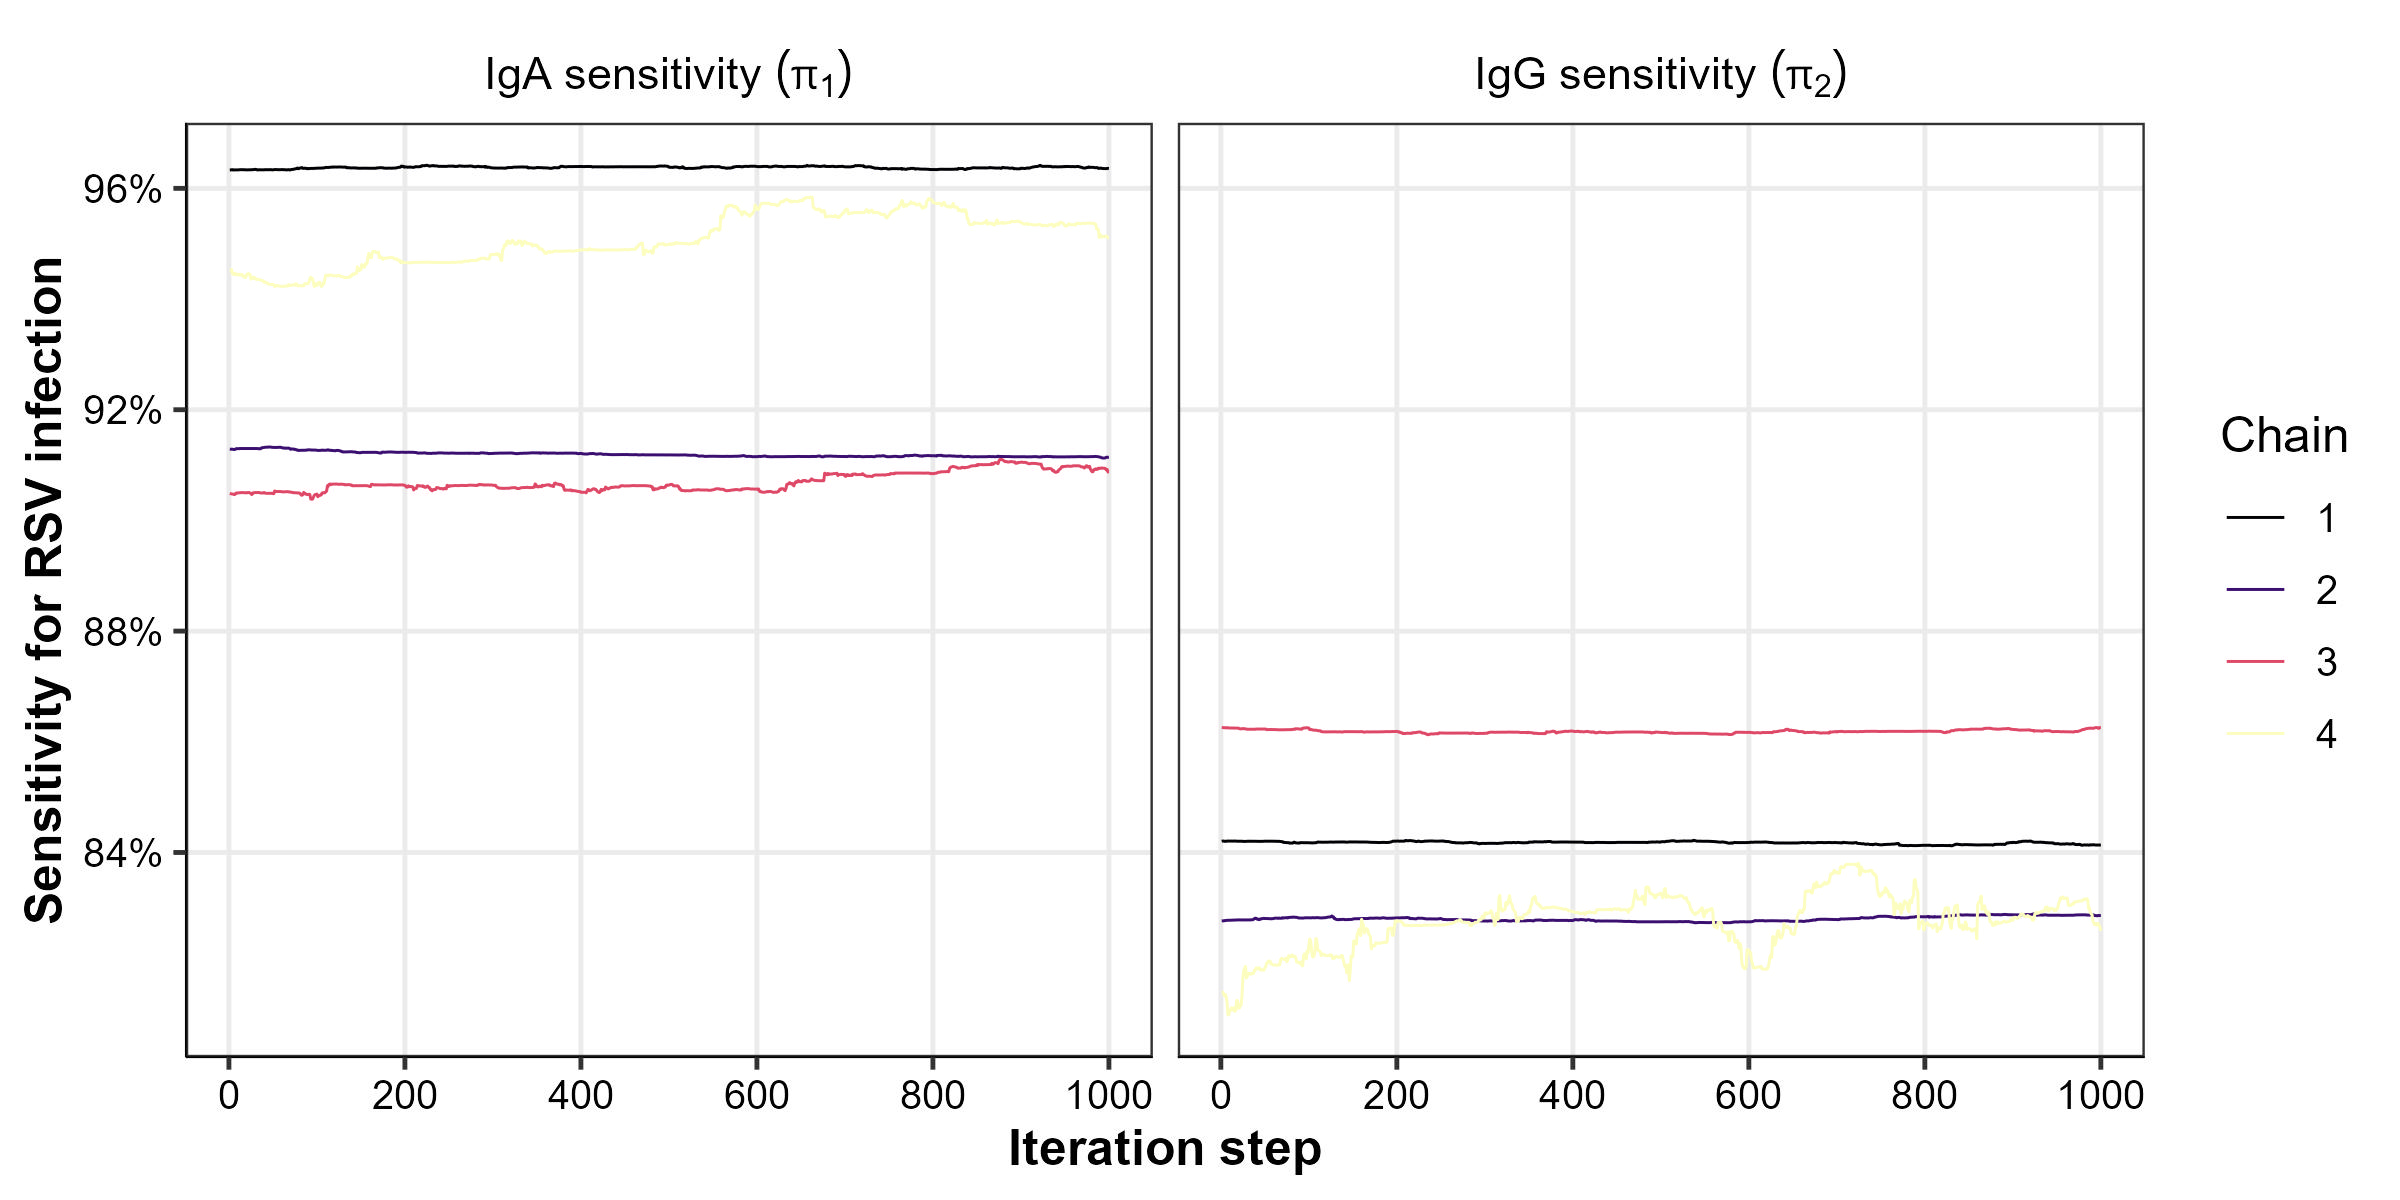 IgA sensitivity (π₁)
IgG sensitivity (π₂)
Sensitivity for RSV infection
96%
92%
88%
84%
0 200 400 600 800 1000
0 200 400 600 800 1000
Iteration step
Chain
1
2
3
4